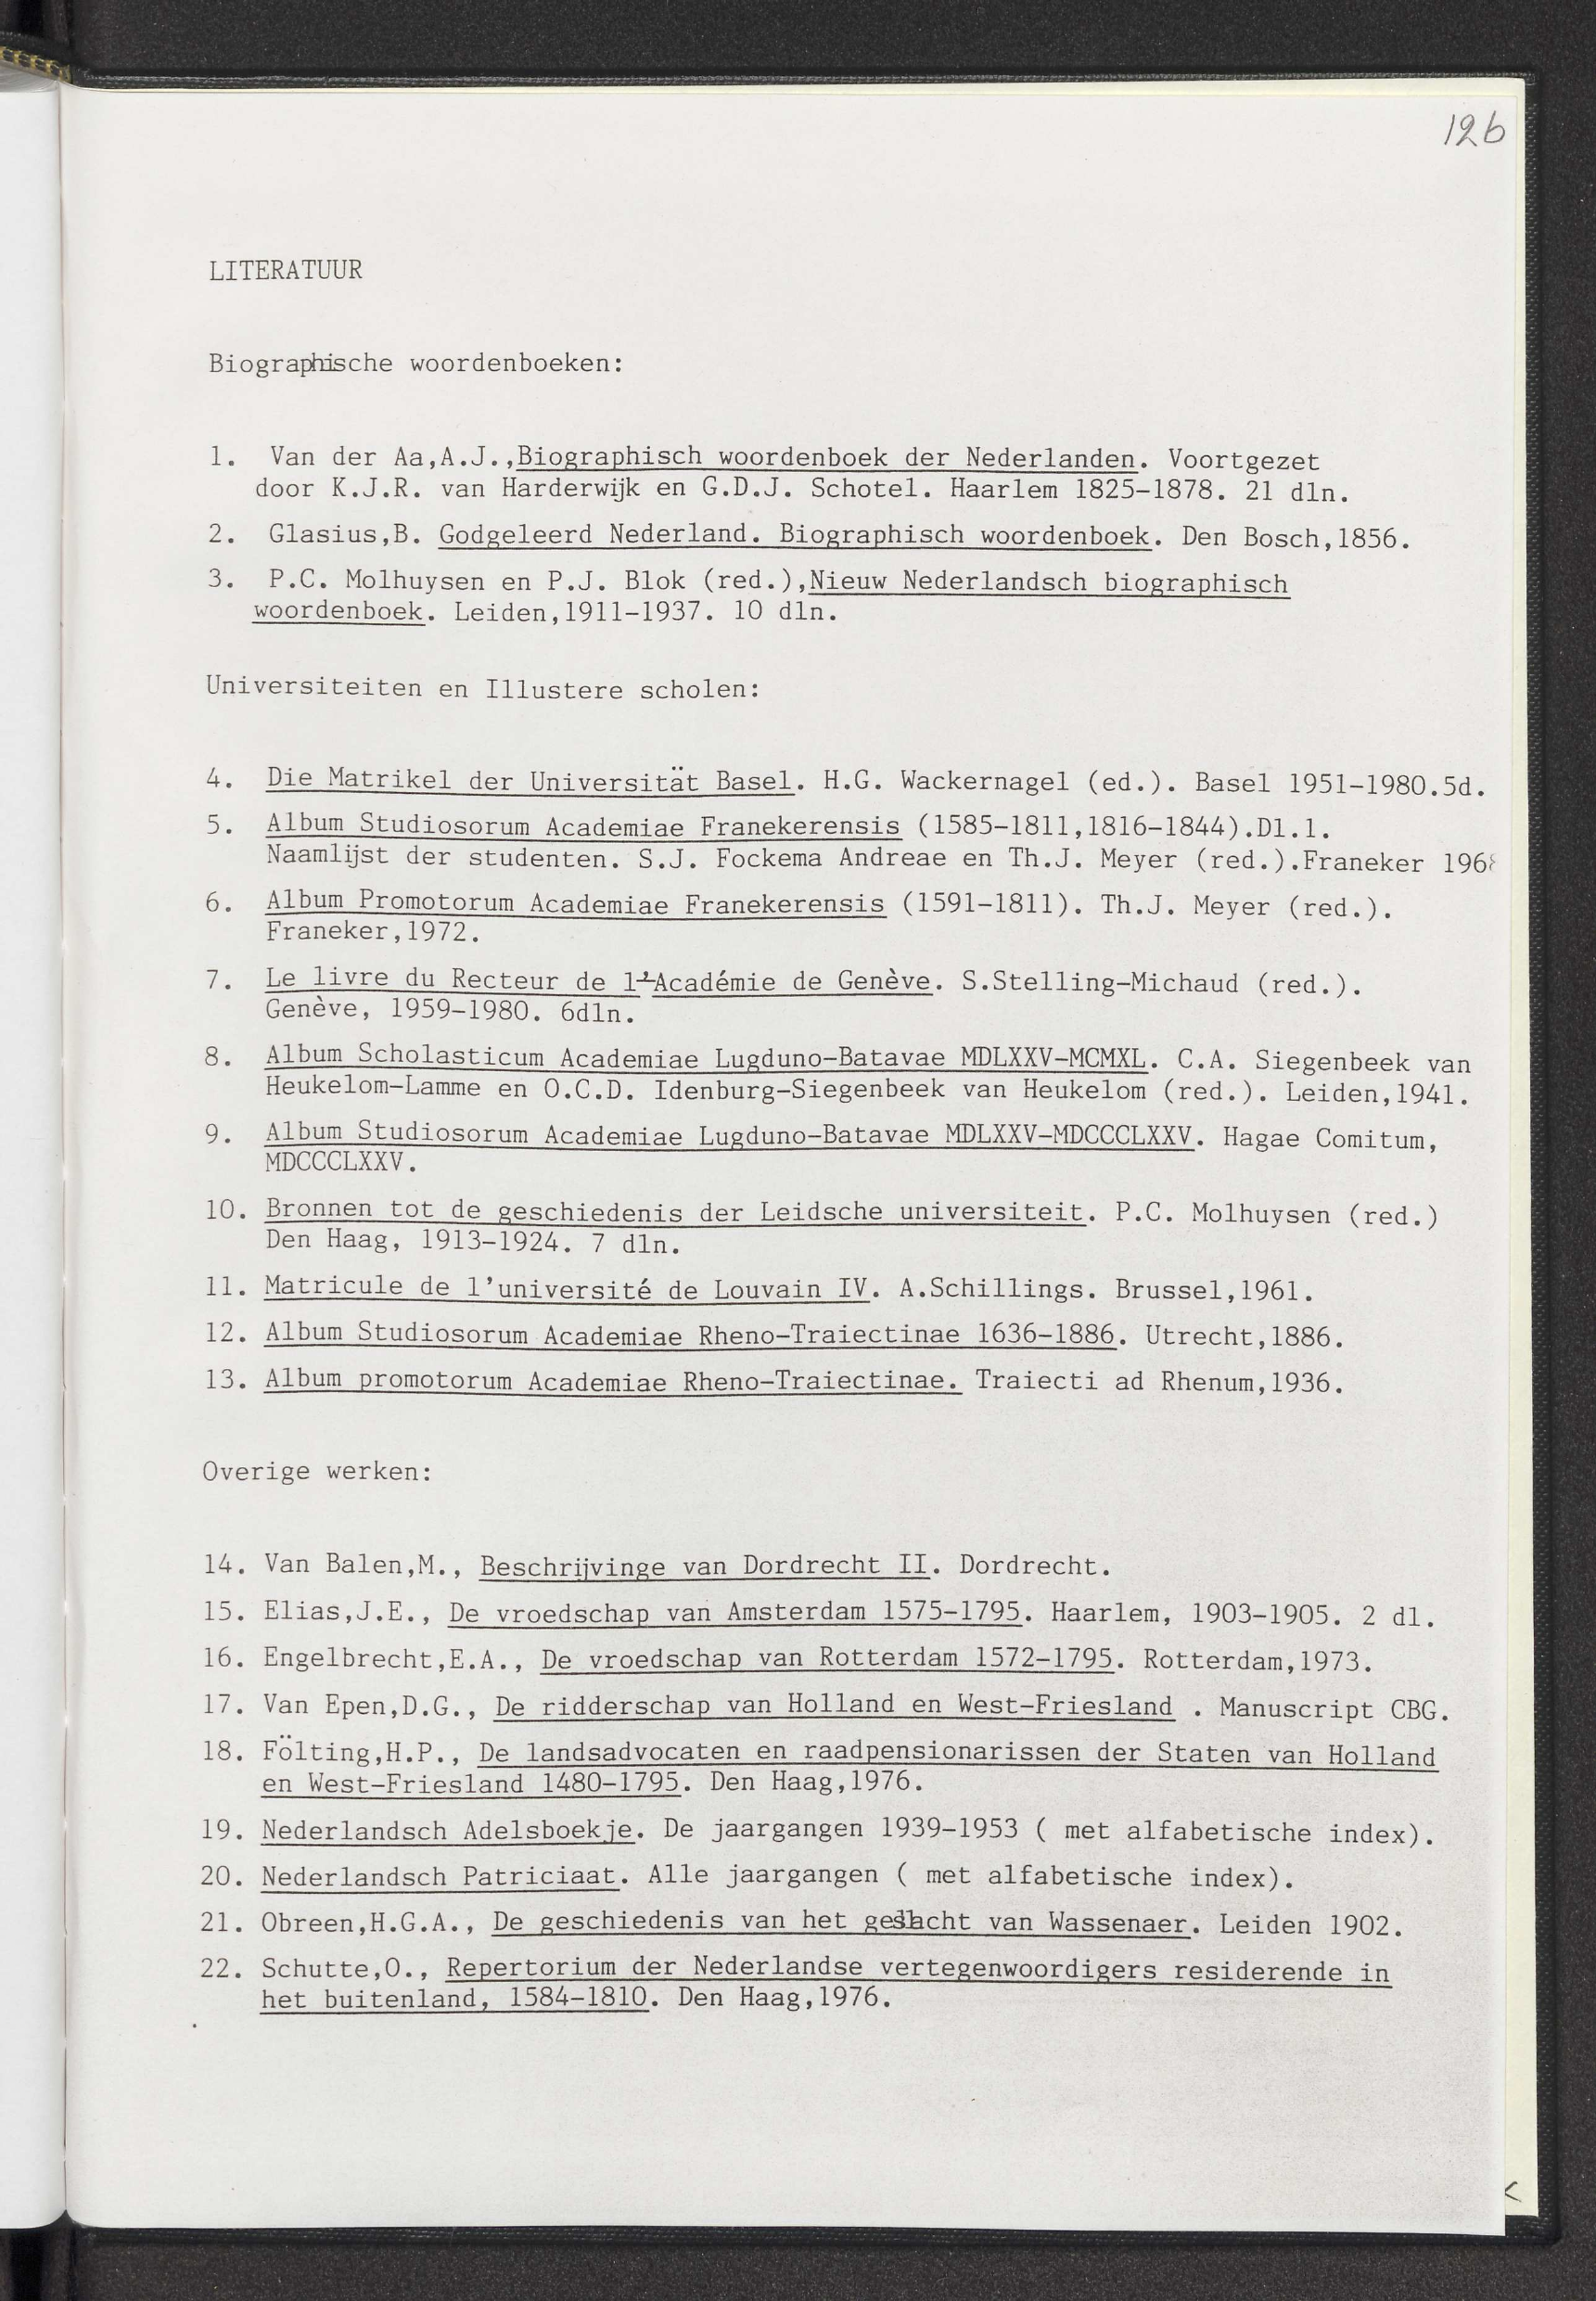 126
LITERATUUR
Biographische woordenboeken:
1. Van der Aa,A.J.,Biographisch woordenboek der Nederlanden. Voortgezet
door K.J.R. van Harderwijk en G.D.J. Schotel. Haarlem 1825-1878. 21 dln.
2. Glasius,B. Godgeleerd Nederland. Biographisch woordenboek. Den Bosch,1856.
3. P.C. Molhuysen en P.J. Blok (red.),Nieuw Nederlandsch biographisch
woordenboek. Leiden,1911-1937. 10 dln.
Universiteiten en Illustere scholen:
4. Die Matrikel der Universität Basel. H.G. Wackernagel (ed.). Basel 1951-1980.5d.
5. Album Studiosorum Academiae Franekerensis (1585-1811,1816-1844).Dl.1.
Naamlijst der studenten. S.J. Fockema Andreae en Th.J. Meyer (red.).Franeker
6. Album Promotorum Academiae Franekerensis (1591-1811). Th.J. Meyer (red.).
Franeker,1972.
7. Le livre du Recteur de l'Académie de Genève. S.Stelling-Michaud (red.).
Genève, 1959-1980. 6dln.
8. Album Scholasticum Academiae Lugduno-Batavae MDLXXV-MCMXL. C.A. Siegenbeek van
Heukelom-Lamme en O.C.D. Idenburg-Siegenbeek van Heukelom (red.). Leiden,1941.
9. Album Studiosorum Academiae Lugduno-Batavae MDLXXV-MDCCCLXXV. Hagae Comitum,
MDCCCLXXV.
10. Bronnen tot de geschiedenis der Leidsche universiteit. P.C. Molhuysen (red.)
Den Haag, 1913-1924. 7 dln.
11. Matricule de l'université de Louvain IV. A.Schillings. Brussel,1961.
12. Album Studiosorum Academiae Rheno-Traiectinae 1636-1886. Utrecht,1886.
13. Album promotorum Academiae Rheno-Traiectinae. Traiecti ad Rhenum,1936.
Overige werken:
14. Van Balen,M., Beschrijvinge van Dordrecht II. Dordrecht.
15. Elias,J.E., De vroedschap van Amsterdam 1575-1795. Haarlem, 1903-1905. 2 dl.
16. Engelbrecht,E.A., De vroedschap van Rotterdam 1572-1795. Rotterdam,1973.
17. Van Epen,D.G., De ridderschap van Holland en West-Friesland . Manuscript CBG.
18. Fölting,H.P., De landsadvocaten en raadpensionarissen der Staten van Holland
en West-Friesland 1480-1795. Den Haag,1976.
19. Nederlandsch Adelsboekje. De jaargangen 1939-1953 ( met alfabetische index).
20. Nederlandsch Patriciaat. Alle jaargangen ( met alfabetische index).
21. Obreen,H.G.A., De geschiedenis van het geslacht van Wassenaer. Leiden 1902.
22. Schutte,O., Repertorium der Nederlandse vertegenwoordigers residerende in
het buitenland, 1584-1810. Den Haag,1976.